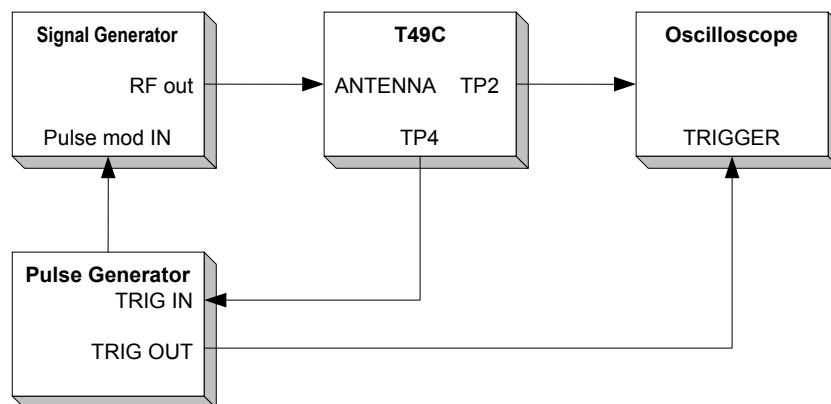 Signal Generator
RF out
Pulse mod IN
T49C
ANTENNA TP2
TP4
Oscilloscope
TRIGGER
Pulse Generator
TRIG IN
TRIG OUT